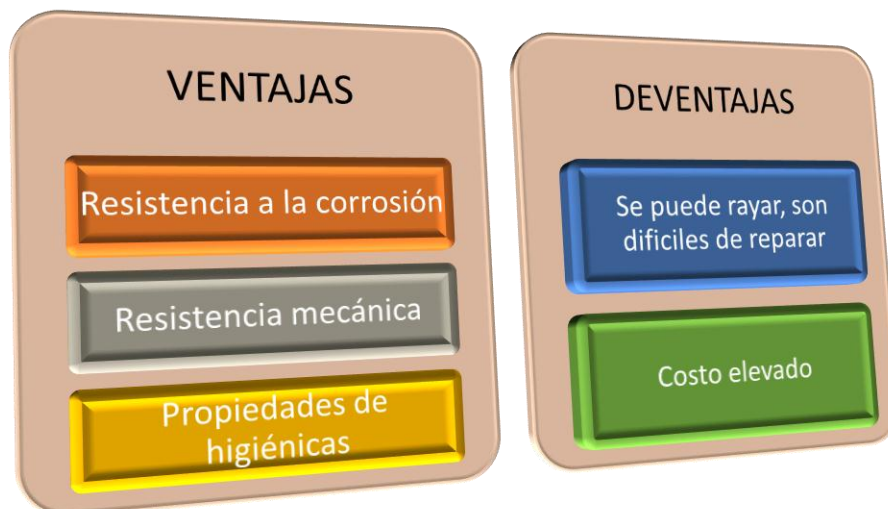 VENTAJAS
Resistencia a la corrosión
Resistencia mecánica
Propiedades de
higiénicas
DEVENTAJAS
Se puede rayar, son
dificiles de reparar
Costo elevado